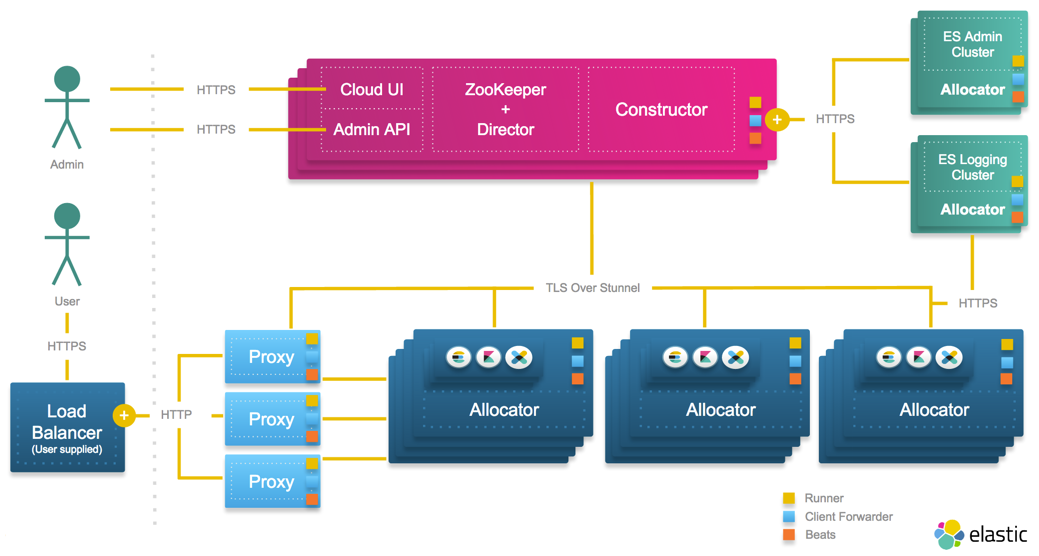 Admin
HTTPS
HTTPS
Cloud UI
Admin API
ZooKeeper
+
Director
Constructor
+
HTTPS
ES Admin
Cluster
Allocator
ES Logging
Cluster
Allocator
User
HTTPS
Load
Balancer
(User supplied)
+
HTTP
TLS Over Stunnel
HTTPS
Proxy
Proxy
Proxy
Allocator
Allocator
Allocator
Runner
Client Forwarder
Beats
elastic